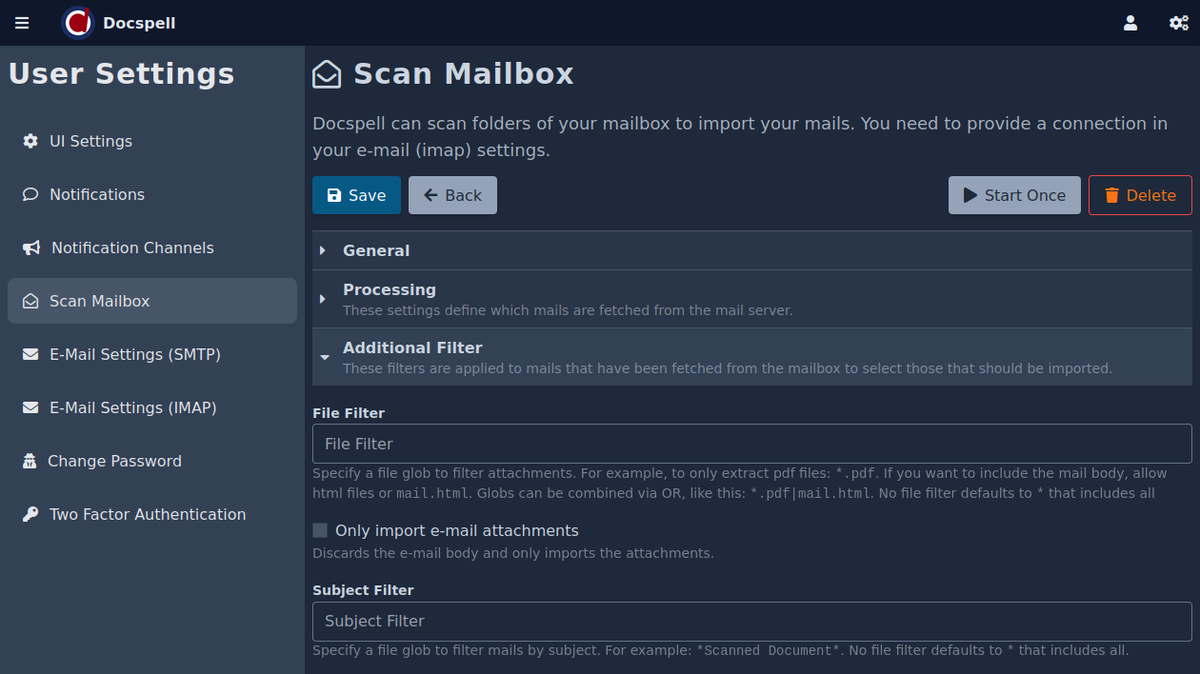 Docspell
User Settings
UI Settings
Notifications
Notification Channels
Scan Mailbox
E-Mail Settings (SMTP)
E-Mail Settings (IMAP)
Change Password
Two Factor Authentication
Scan Mailbox
Docspell can scan folders of your mailbox to import your mails. You need to provide a connection in
your e-mail (imap) settings.
Save
Back
Start Once
Delete
General
Processing
These settings define which mails are fetched from the mail server.
Additional Filter
These filters are applied to mails that have been fetched from the mailbox to select those that should be imported.
File Filter
File Filter
Specify a file glob to filter attachments. For example, to only extract pdf files: *.pdf. If you want to include the mail body, allow
html files or mail.html. Globs can be combined via OR, like this: *.pdf|mail.html. No file filter defaults to * that includes all
Only import e-mail attachments
Discards the e-mail body and only imports the attachments.
Subject Filter
Subject Filter
Specify a file glob to filter mails by subject. For example: *Scanned Document*. No file filter defaults to * that includes all.